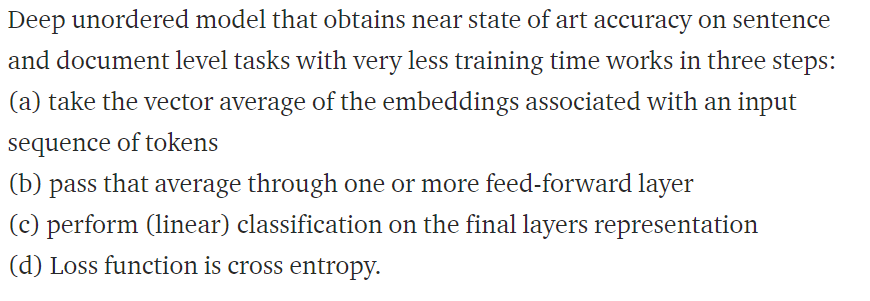 Deep unordered model that obtains near state of art accuracy on sentence
and document level tasks with very less training time works in three steps:
(a) take the vector average of the embeddings associated with an input
sequence of tokens
(b) pass that average through one or more feed-forward layer
(c) perform (linear) classification on the final layers representation
(d) Loss function is cross entropy.